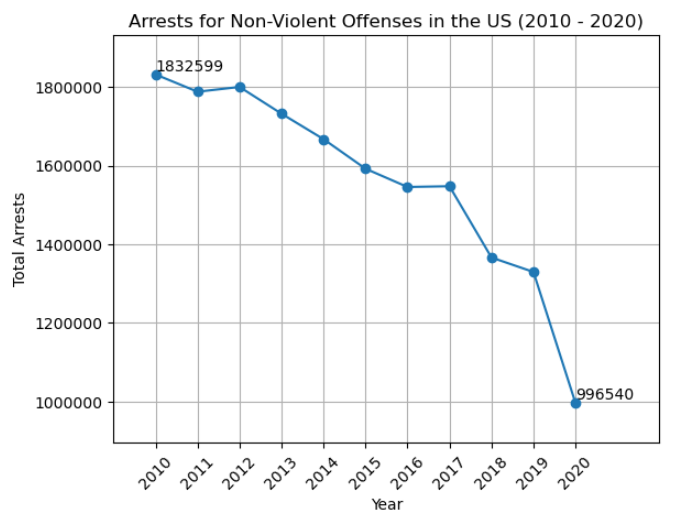 Arrests for Non-Violent Offenses in the US (2010 - 2020)
1832599
1800000
1600000
1400000
1200000
1000000
996540
Total Arrests
2010 2011 2012 2013 2014 2015 2016 2017 2018 2019 2020
Year